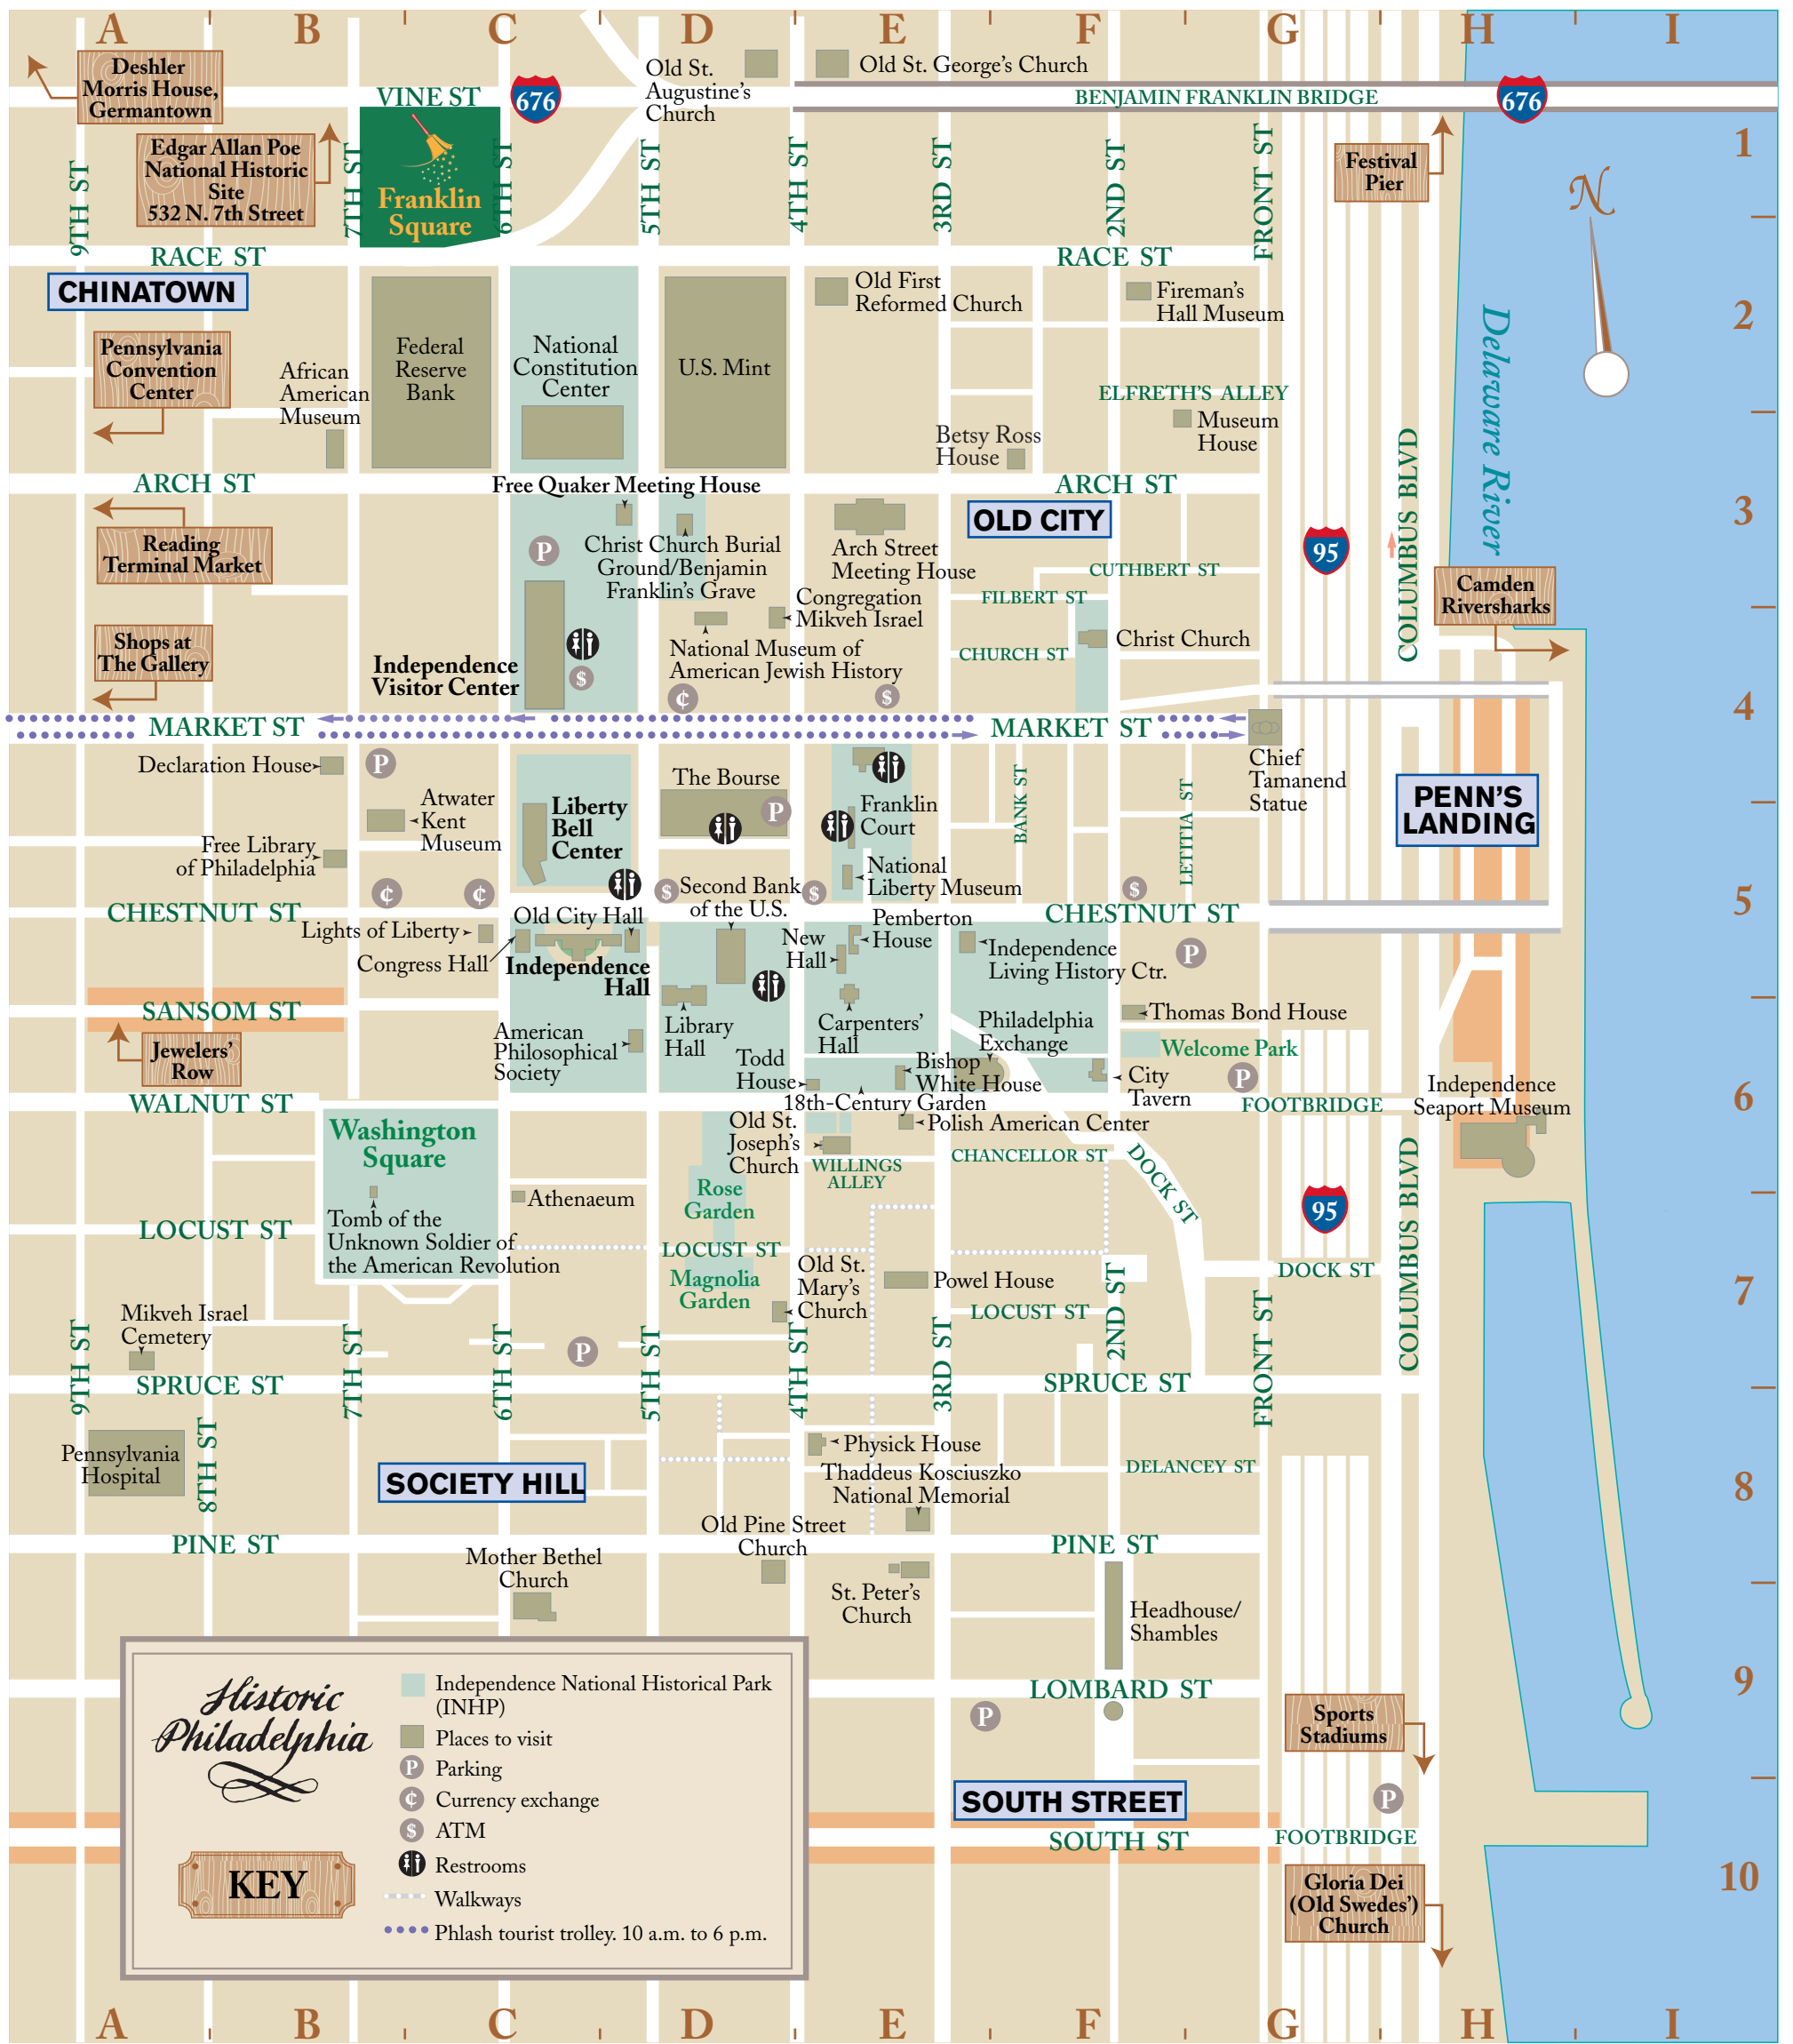 A B C D E F G H I
Deshler
Morris House,
Germantown
Old St.
Augustine's
Church
Old St. George's Church
VINE ST
676
BENJAMIN FRANKLIN BRIDGE
676
Edgar Allan Poe
National Historic
Site
532 N. 7th Street
Franklin
Square
Festival
Pier
1
9TH ST
7TH ST
6TH ST
5TH ST
4TH ST
3RD ST
2ND ST
FRONT ST
N
RACE ST
RACE ST
CHINATOWN
Old First
Reformed Church
Fireman's
Hall Museum
2
Delaware River
Pennsylvania
Convention
Center
African
American
Museum
Federal
Reserve
Bank
National
Constitution
Center
U.S. Mint
ELFRETH'S ALLEY
Museum
House
Betsy Ross
House
COLUMBUS BLVD
ARCH ST
Free Quaker Meeting House
ARCH ST
3
OLD CITY
95
Reading
Terminal Market
P
Christ Church Burial
Ground/Benjamin
Franklin's Grave
Arch Street
Meeting House
CUTHBERT ST
FILBERT ST
Camden
Riversharks
Congregation
Mikveh Israel
Christ Church
Shops at
The Gallery
Independence
Visitor Center
$
National Museum of
American Jewish History
CHURCH ST
¢
$
4
MARKET ST
MARKET ST
Declaration House
P
The Bourse
P
Chief
Tamanend
Statue
Atwater
Kent
Museum
Liberty
Bell
Center
Franklin
Court
BANK ST
LETITIA ST
PENN'S
LANDING
Free Library
of Philadelphia
National
Liberty Museum
¢
¢
$
Second Bank
of the U.S.
$
$
5
CHESTNUT ST
CHESTNUT ST
Lights of Liberty
Old City Hall
Congress Hall
Independence
Hall
New
Hall
Pemberton
House
Independence
Living History Ctr.
P
SANSOM ST
Jewelers'
Row
American
Philosophical
Society
Library
Hall
Carpenters'
Hall
Philadelphia
Exchange
Thomas Bond House
Welcome Park
Todd
House
Bishop
White House
City
Tavern
P
Independence
Seaport Museum
6
WALNUT ST
18th-Century Garden
FOOTBRIDGE
Washington
Square
Old St.
Joseph's
Church
Polish American Center
WILLINGS
ALLEY
CHANCELLOR ST
DOCK ST
COLUMBUS BLVD
Rose
Garden
Athenaeum
95
Tomb of the
Unknown Soldier of
the American Revolution
LOCUST ST
LOCUST ST
Magnolia
Garden
Old St.
Mary's
Church
Powel House
DOCK ST
7
LOCUST ST
Mikveh Israel
Cemetery
P
9TH ST
7TH ST
6TH ST
5TH ST
4TH ST
3RD ST
2ND ST
FRONT ST
SPRUCE ST
SPRUCE ST
8TH ST
Pennsylvania
Hospital
Physick House
DELANCEY ST
SOCIETY HILL
Thaddeus Kosciuszko
National Memorial
8
Old Pine Street
Church
PINE ST
PINE ST
Mother Bethel
Church
St. Peter's
Church
Headhouse/
Shambles
9
LOMBARD ST
P
Sports
Stadiums
P
SOUTH STREET
SOUTH ST
FOOTBRIDGE
10
Gloria Dei
(Old Swedes')
Church
Historic
Philadelphia
KEY
Independence National Historical Park
(INHP)
Places to visit
P Parking
¢ Currency exchange
$ ATM
Restrooms
Walkways
Phlash tourist trolley. 10 a.m. to 6 p.m.
A B C D E F G H I